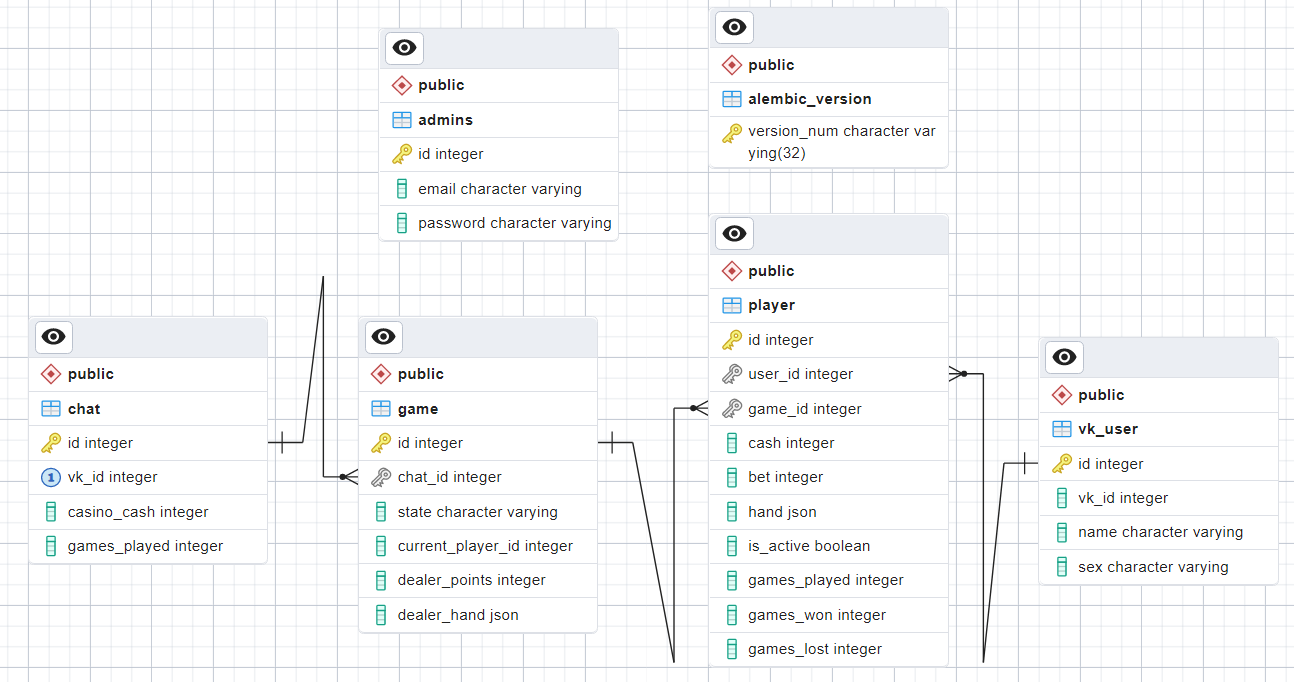 public
admins
id integer
email character varying
password character varying
public
alembic_version
version_num character var
ying(32)
public
chat
id integer
1 vk_id integer
casino_cash integer
games_played integer
public
game
id integer
chat_id integer
state character varying
current_player_id integer
dealer_points integer
dealer_hand json
public
player
id integer
user_id integer
game_id integer
cash integer
bet integer
hand json
is_active boolean
games_played integer
games_won integer
games_lost integer
public
vk_user
id integer
vk_id integer
name character varying
sex character varying